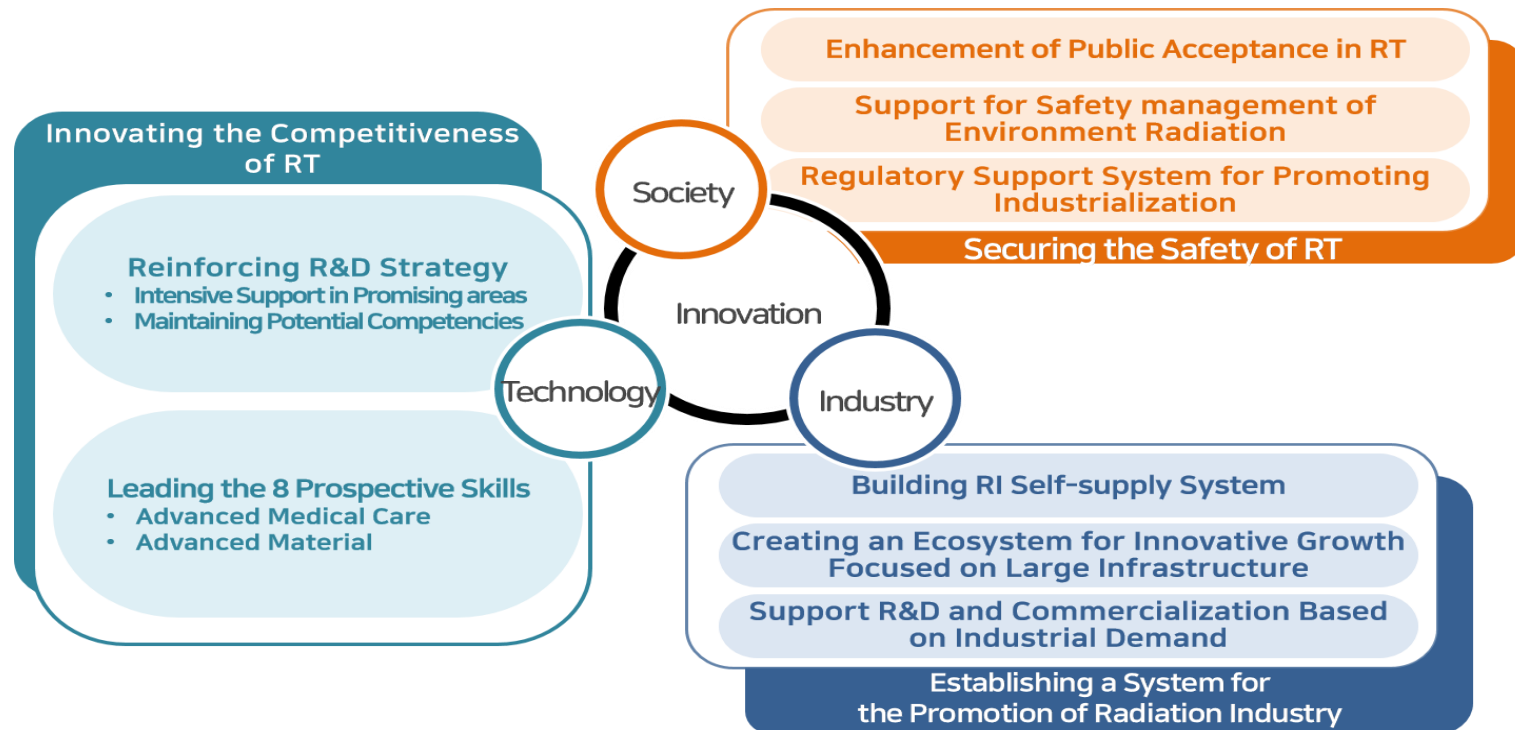 Innovating the Competitiveness
of RT
Reinforcing R&D Strategy
• Intensive Support in Promising areas
• Maintaining Potential Competencies
Leading the 8 Prospective Skills
• Advanced Medical Care
• Advanced Material
Society
Innovation
Technology
Industry
Enhancement of Public Acceptance in RT
Support for Safety management of
Environment Radiation
Regulatory Support System for Promoting
Industrialization
Securing the Safety of RT
Building RI Self-supply System
Creating an Ecosystem for Innovative Growth
Focused on Large Infrastructure
Support R&D and Commercialization Based
on Industrial Demand
Establishing a System for
the Promotion of Radiation Industry